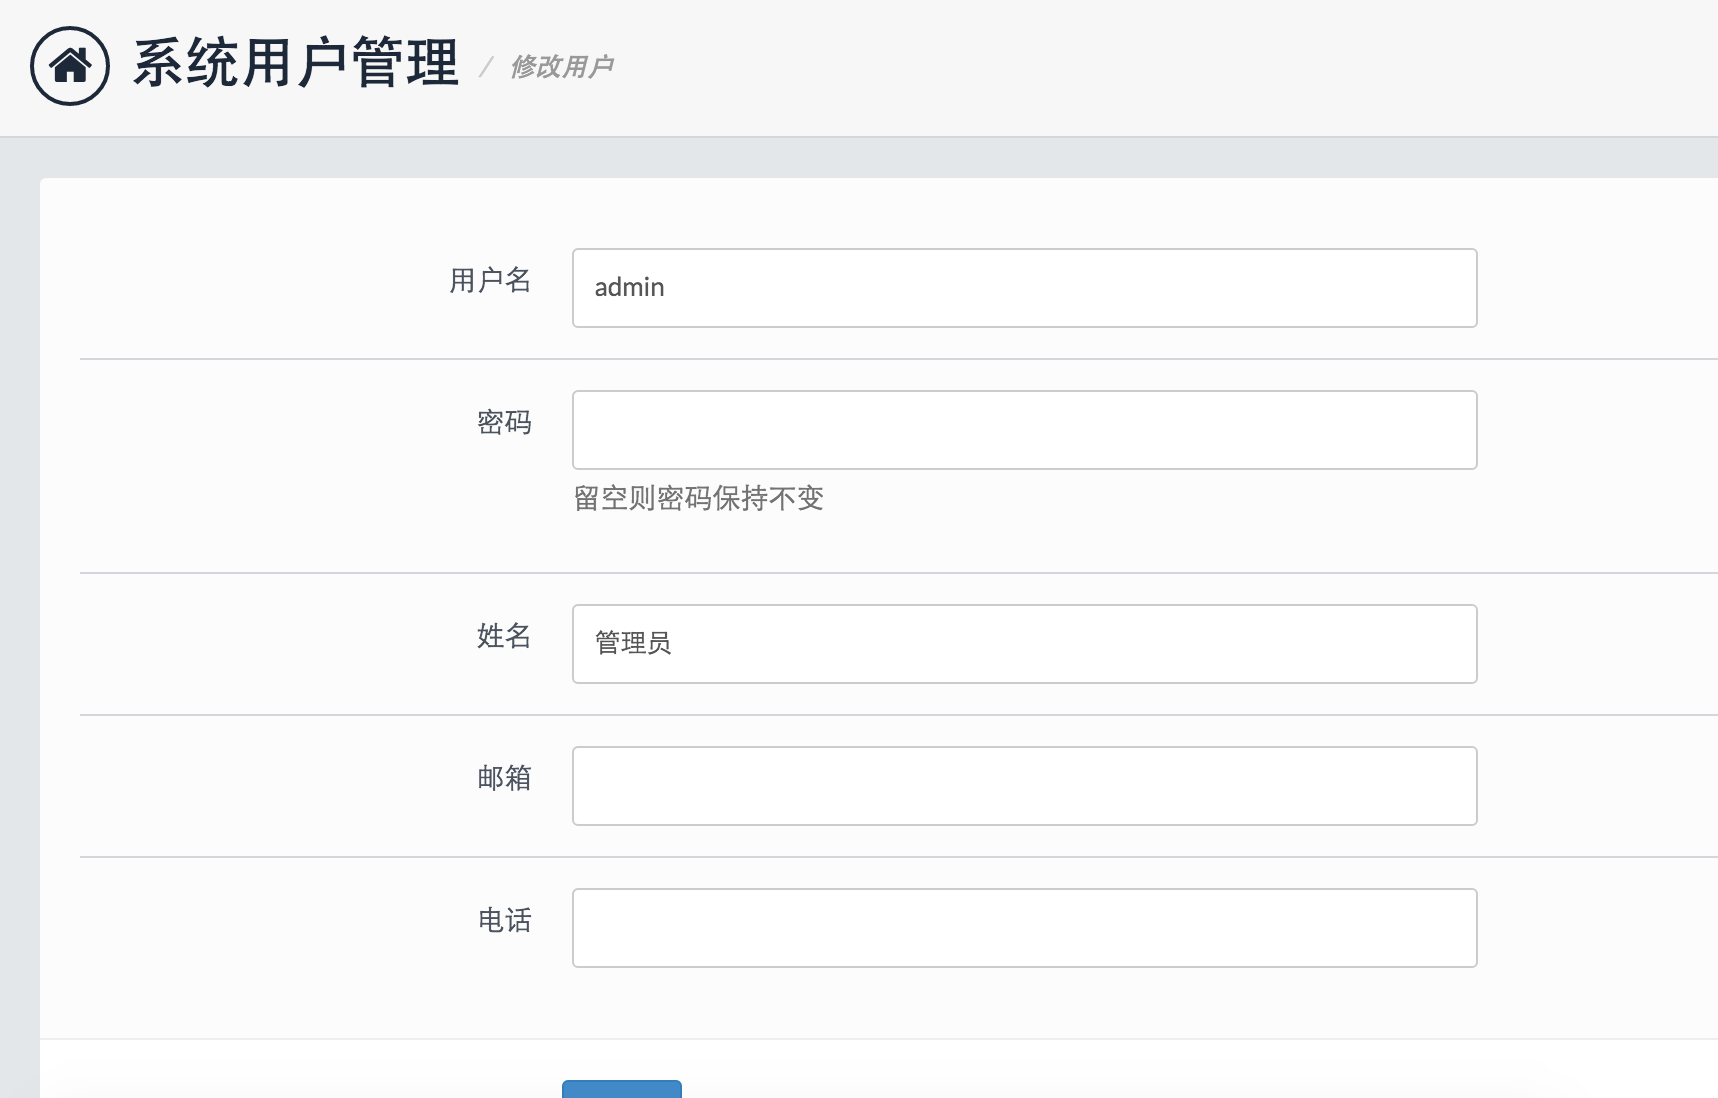 系统用户管理 / 修改用户
用户名 admin
密码
留空则密码保持不变
姓名 管理员
邮箱
电话